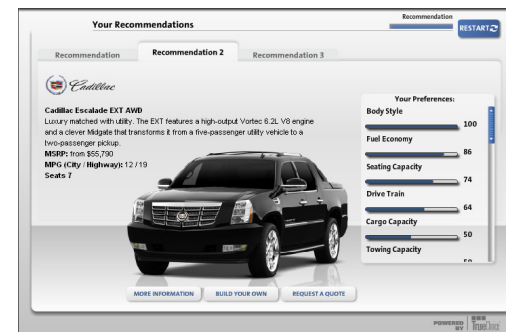 Your Recommendations
Recommendation
RESTART
Recommendation
Recommendation 2
Recommendation 3
Cadillac
Cadillac Escalade EXT AWD
Luxury matched with utility. The EXT features a high-output Vortec 6.2L V8 engine
and a clever Midgate that transforms it from a five-passenger utility vehicle to a
two-passenger pickup.
MSRP: from $55,790
MPG (City / Highway): 12 / 19
Seats 7
Your Preferences:
Body Style
100
Fuel Economy
86
Seating Capacity
74
Drive Train
64
Cargo Capacity
50
Towing Capacity
50
MORE INFORMATION
BUILD YOUR OWN
REQUEST A QUOTE
POWERED
BY